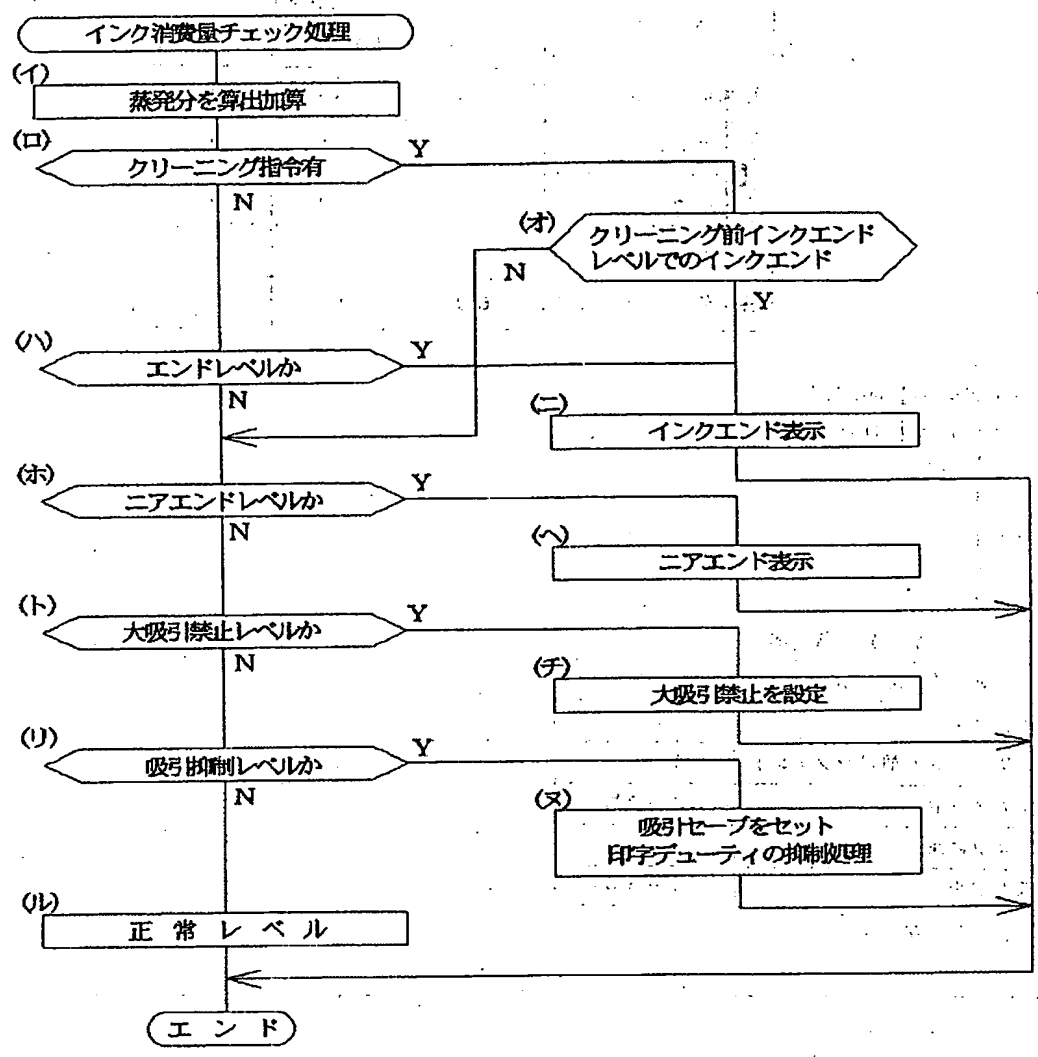 インク消費量チェック処理
(イ)
蒸発分を算出加算
(ロ)
クリーニング指令有
Y
N
(オ)
クリーニング前インクエンド
レベルでのインクエンド
N
Y
(ハ)
エンドレベルか
Y
N
(ニ)
インクエンド表示
(ホ)
ニアエンドレベルか
Y
N
(ヘ)
ニアエンド表示
(ト)
大吸引禁止レベルか
Y
N
(チ)
大吸引禁止を設定
(リ)
吸引抑制レベルか
Y
N
(ヌ)
吸引セーブをセット
印字デューティの抑制処理
(ル)
正常レベル
エンド